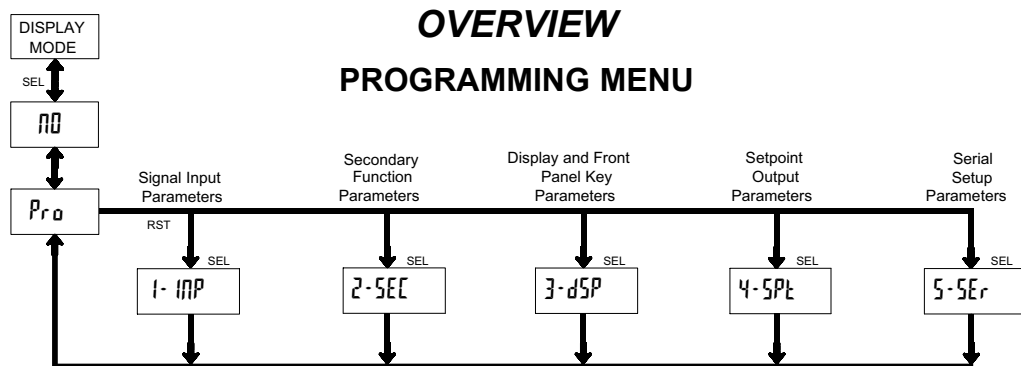 OVERVIEW
PROGRAMMING MENU
DISPLAY
MODE
SEL
NO
Pro
Signal Input
Parameters
Secondary
Function
Parameters
Display and Front
Panel Key
Parameters
Setpoint
Output
Parameters
Serial
Setup
Parameters
RST
SEL
SEL
SEL
SEL
SEL
1-INP
2-SEC
3-dSP
4-SPt
5-SEr